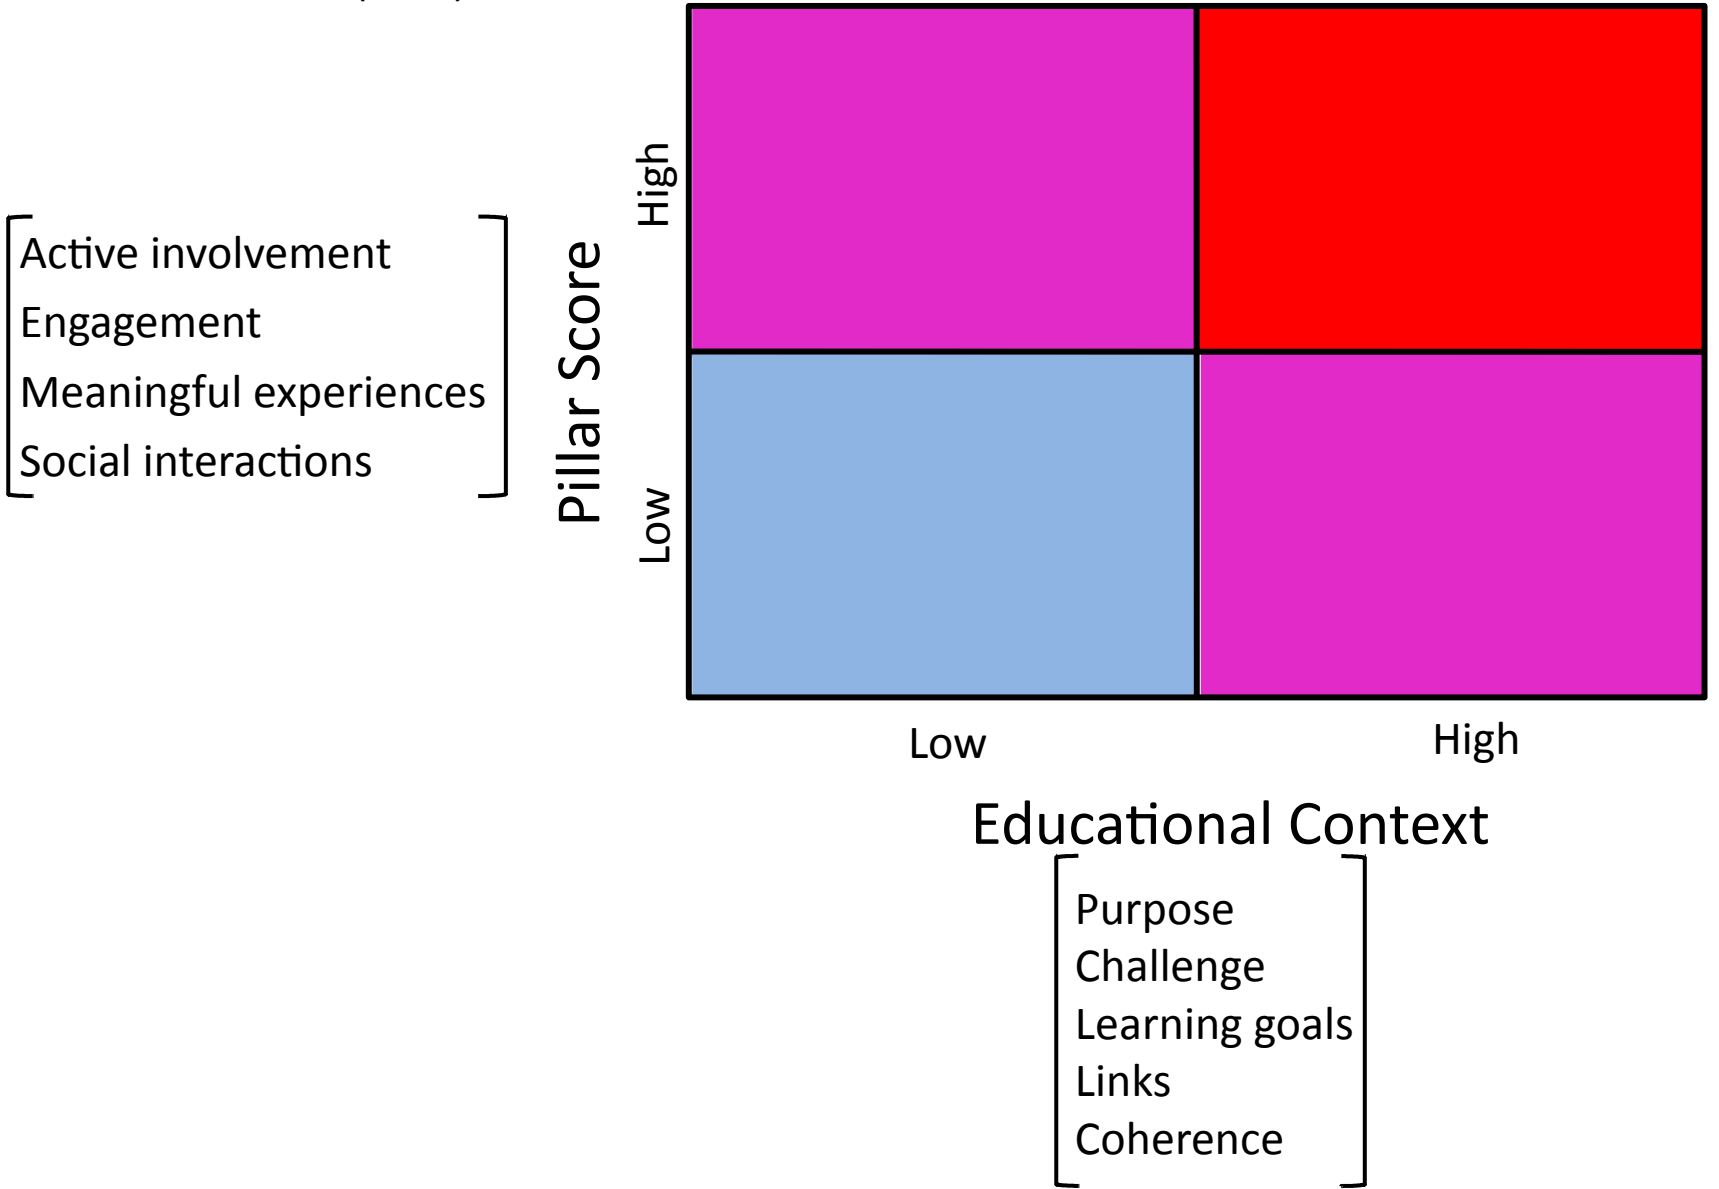 High
Low
Pillar Score
Active involvement
Engagement
Meaningful experiences
Social interactions
Low
High
Educational Context
Purpose
Challenge
Learning goals
Links
Coherence